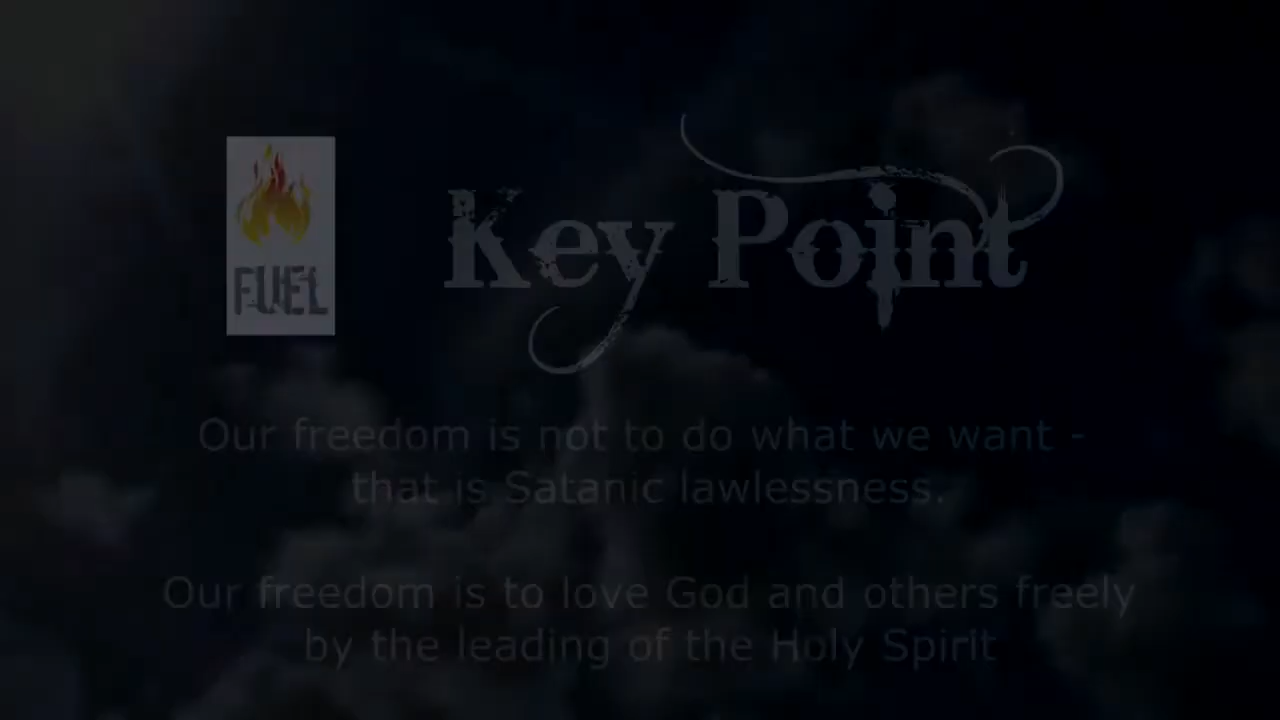 Key Point
FUEL
Our freedom is not to do what we want -
that is Satanic lawlessness.
Our freedom is to love God and others freely
by the leading of the Holy Spirit